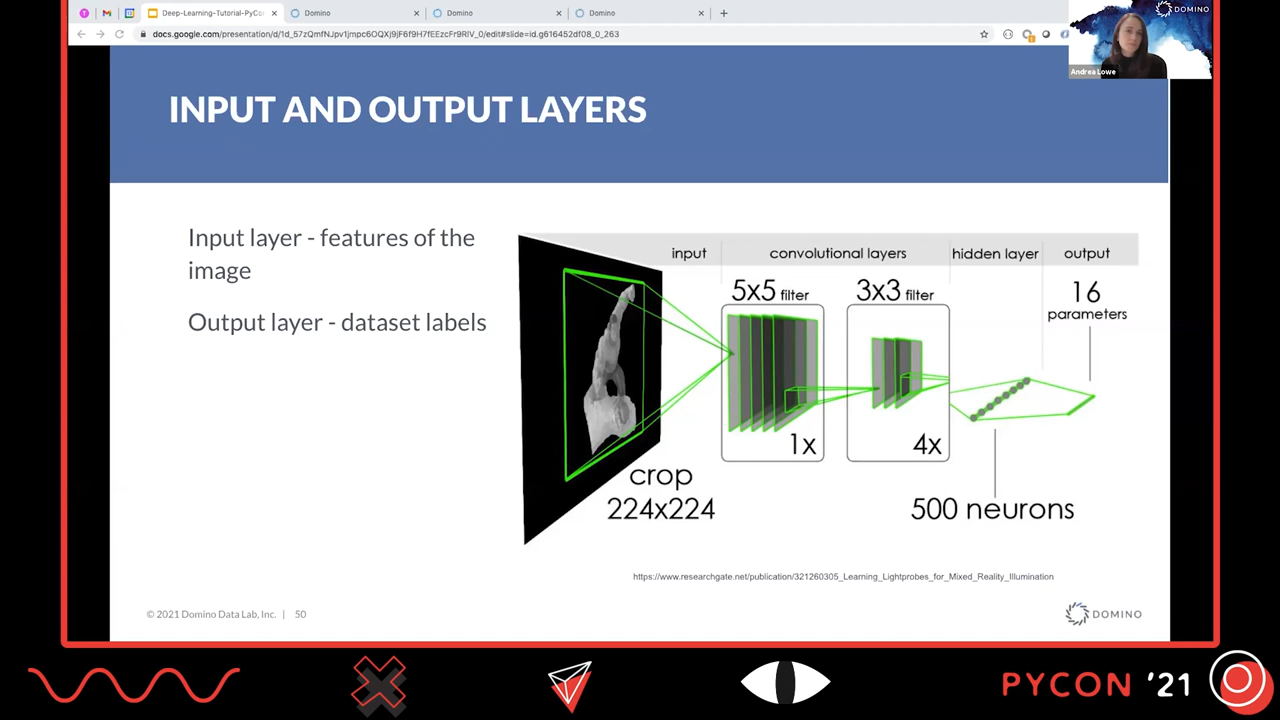 Deep-Learning-Tutorial-PyCo
Domino
Domino
Domino
docs.google.com/presentation/d/1d_57zQmfNJpv1jmpc6OQXj9jF6f9H7fEEzcFr9RlV_0/edit#slide=id.g616452df08_0_263
DOMINO
Andrea Lowe
INPUT AND OUTPUT LAYERS
Input layer - features of the
image
Output layer - dataset labels
input
convolutional layers
hidden layer
output
5x5 filter
3x3 filter
16
parameters
1x
4x
crop
224x224
500 neurons
https://www.researchgate.net/publication/321260305_Learning_Lightprobes_for_Mixed_Reality_Illumination
© 2021 Domino Data Lab, Inc. | 50
DOMINO
PYCON '21